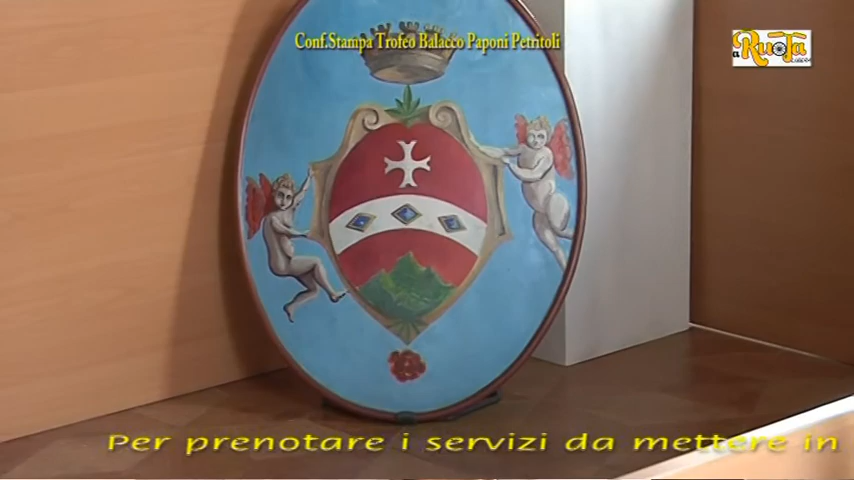 Conf.Stampa Trofeo Balacco Paponi Petritoli
a RuoTa
Per prenotare i servizi da mettere in